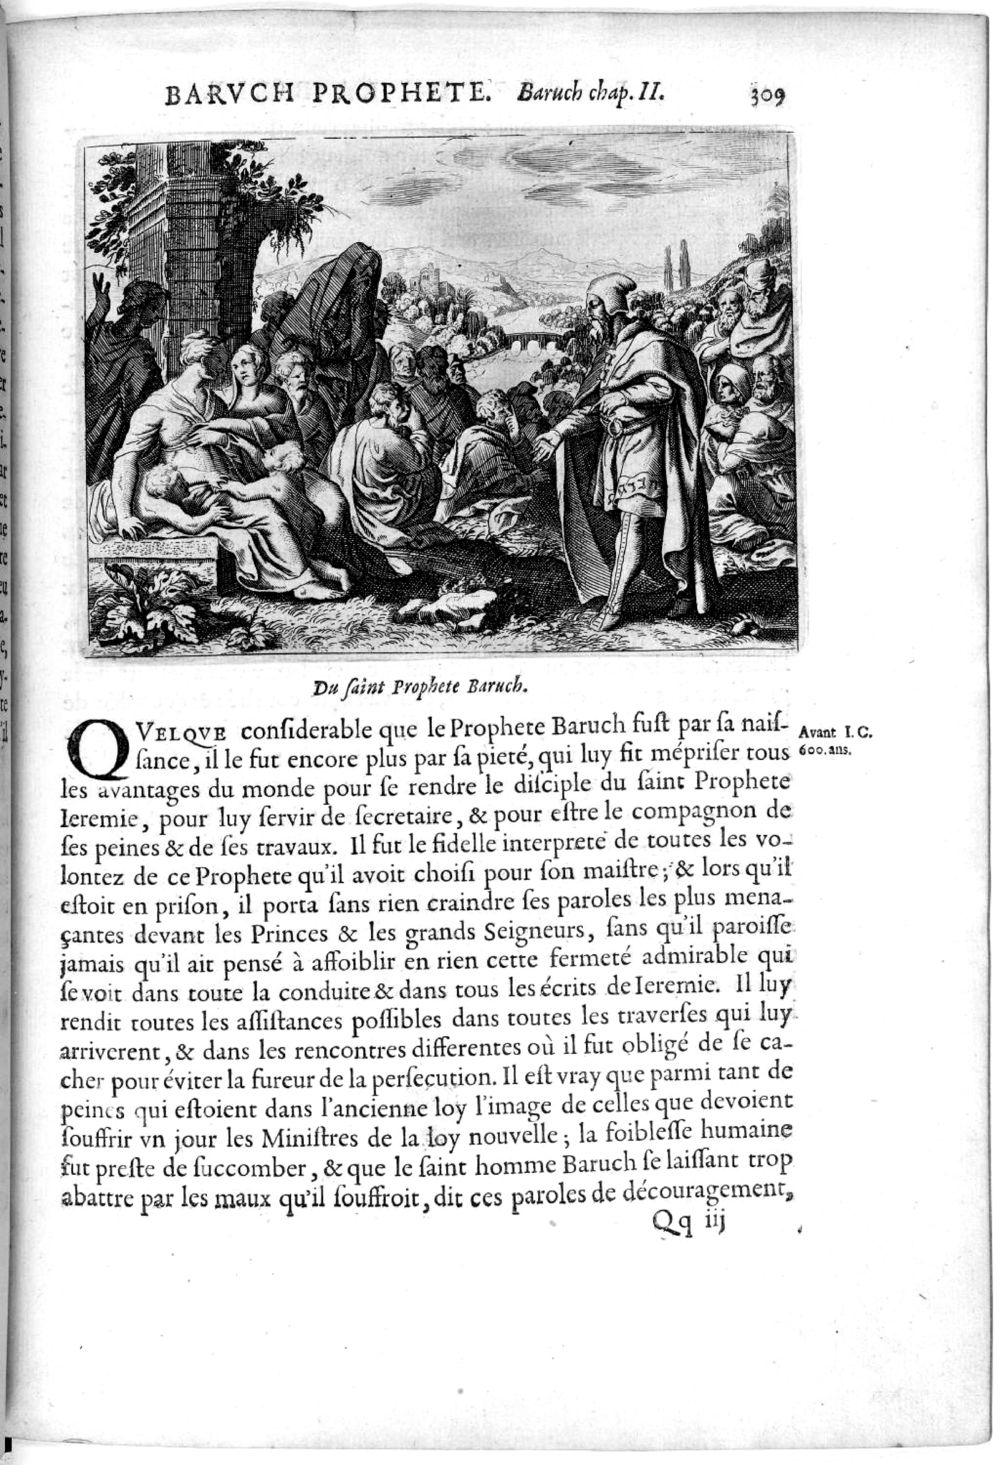 BARVCH PROPHETE. Baruch chap. II. 309
Du ſaint Prophete Baruch.
QVELQVE conſiderable que le Prophete Baruch fuſt par ſa naiſ-
ſance, il le fut encore plus par ſa pieté, qui luy fit mépriſer tous
les avantages du monde pour ſe rendre le diſciple du ſaint Prophete
Ieremie, pour luy ſervir de ſecretaire, & pour eſtre le compagnon de
ſes peines & de ſes travaux. Il fut le fidelle interprete de toutes les vo-
lontez de ce Prophete qu'il avoit choiſi pour ſon maiſtre; & lors qu'il
eſtoit en priſon, il porta ſans rien craindre ſes paroles les plus mena-
çantes devant les Princes & les grands Seigneurs, ſans qu'il paroiſſe
jamais qu'il ait penſé à affoiblir en rien cette fermeté admirable qui
ſe voit dans toute la conduite & dans tous les écrits de Ieremie. Il luy
rendit toutes les aſſiſtances poſſibles dans toutes les traverſes qui luy
arriverent, & dans les rencontres differentes où il fut obligé de ſe ca-
cher pour éviter la fureur de la perſecution. Il eſt vray que parmi tant de
peines qui eſtoient dans l'ancienne loy l'image de celles que devoient
ſouffrir vn jour les Miniſtres de la loy nouvelle; la foibleſſe humaine
fut preſte de ſuccomber, & que le ſaint homme Baruch ſe laiſſant trop
abattre par les maux qu'il ſouffroit, dit ces paroles de découragement,
Qq iij
Avant I. C.
600. ans.